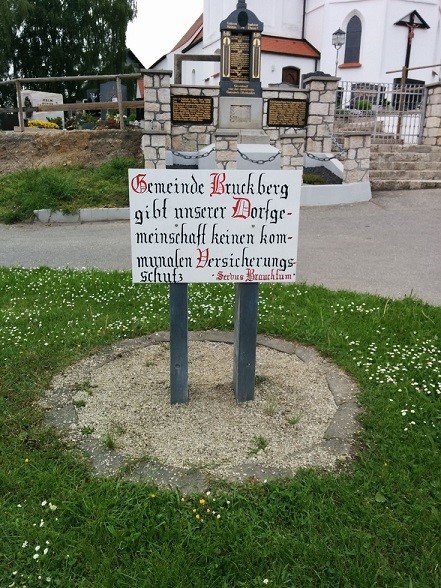 Gemeinde Bruckberg
gibt unserer Dorfge-
meinschaft keinen kom-
munalen Versicherungs-
schutz • Servus Brauchtum •